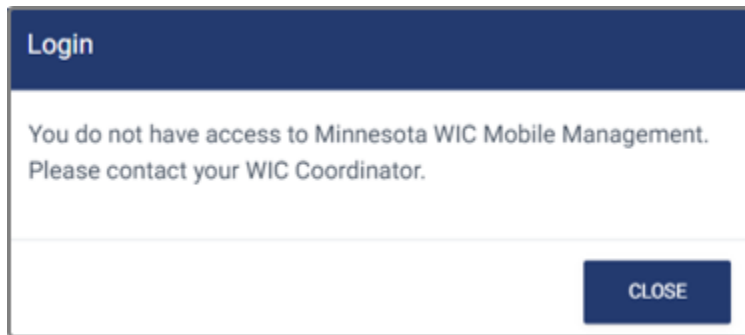 Login
You do not have access to Minnesota WIC Mobile Management.
Please contact your WIC Coordinator.
CLOSE